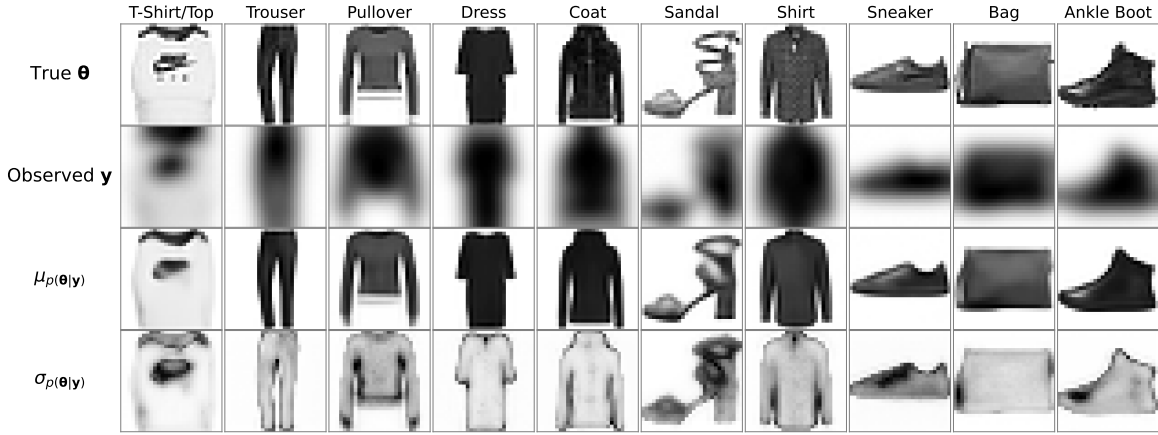 T-Shirt/Top Trouser Pullover Dress Coat Sandal Shirt Sneaker Bag Ankle Boot
True θ
Observed y
μp(θ|y)
σp(θ|y)